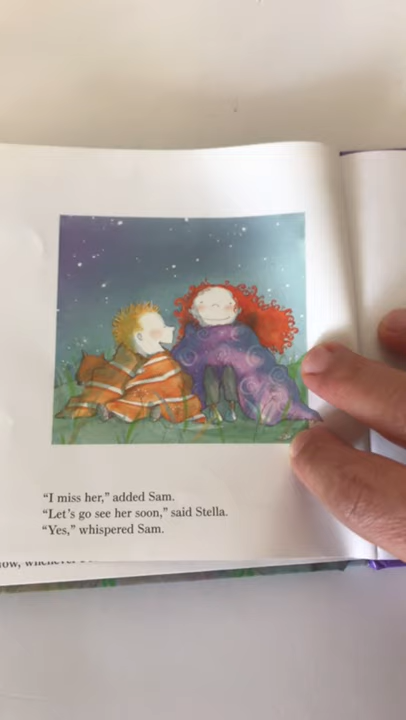 “I miss her,” added Sam.
“Let’s go see her soon,” said Stella.
“Yes,” whispered Sam.